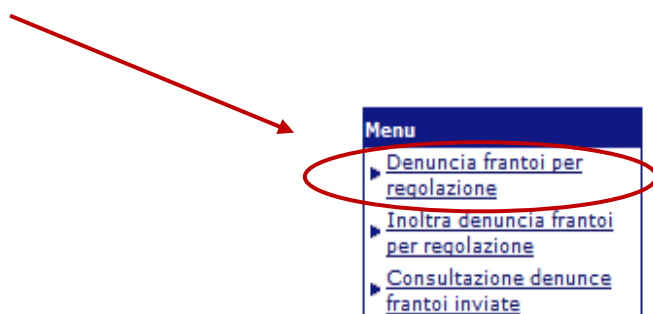 Menu
Denuncia frantoi per
regolazione
Inoltra denuncia frantoi
per regolazione
Consultazione denunce
frantoi inviate